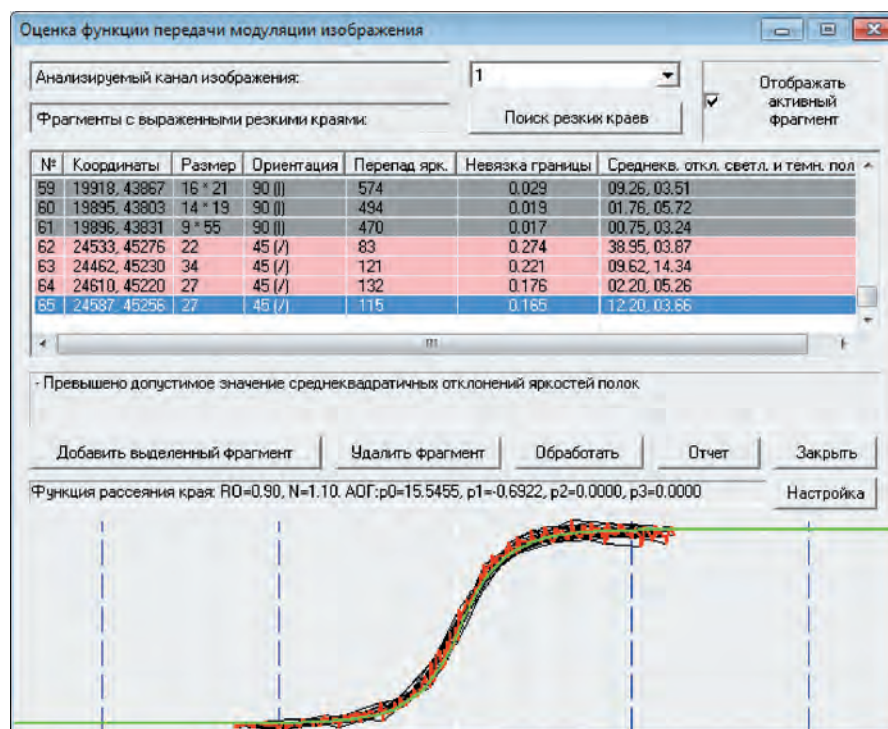 Оценка функции передачи модуляции изображения
Анализируемый канал изображения:
1
Отображать активный фрагмент
Фрагменты с выраженными резкими краями:
Поиск резких краев
№ Координаты Размер Ориентация Перепад ярк. Невязка границы Среднекв. откл. светл. и темн. пол
59 19918, 43867 16 * 21 90 (|) 574 0.029 09.26, 03.51
60 19895, 43803 14 * 19 90 (|) 494 0.019 01.76, 05.72
61 19896, 43831 9 * 55 90 (|) 470 0.017 00.75, 03.24
62 24533, 45276 22 45 (/) 83 0.274 38.95, 03.87
63 24462, 45230 34 45 (/) 121 0.221 09.62, 14.34
64 24610, 45220 27 45 (/) 132 0.176 02.20, 05.26
65 24587, 45256 27 45 (/) 115 0.165 12.20, 03.66
- Превышено допустимое значение среднеквадратичных отклонений яркостей полок
Добавить выделенный фрагмент Удалить фрагмент Обработать Отчет Закрыть
Функция рассеяния края: R0=0.90, N=1.10. АОГ:p0=15.5455, p1=-0.6922, p2=0.0000, p3=0.0000
Настройка